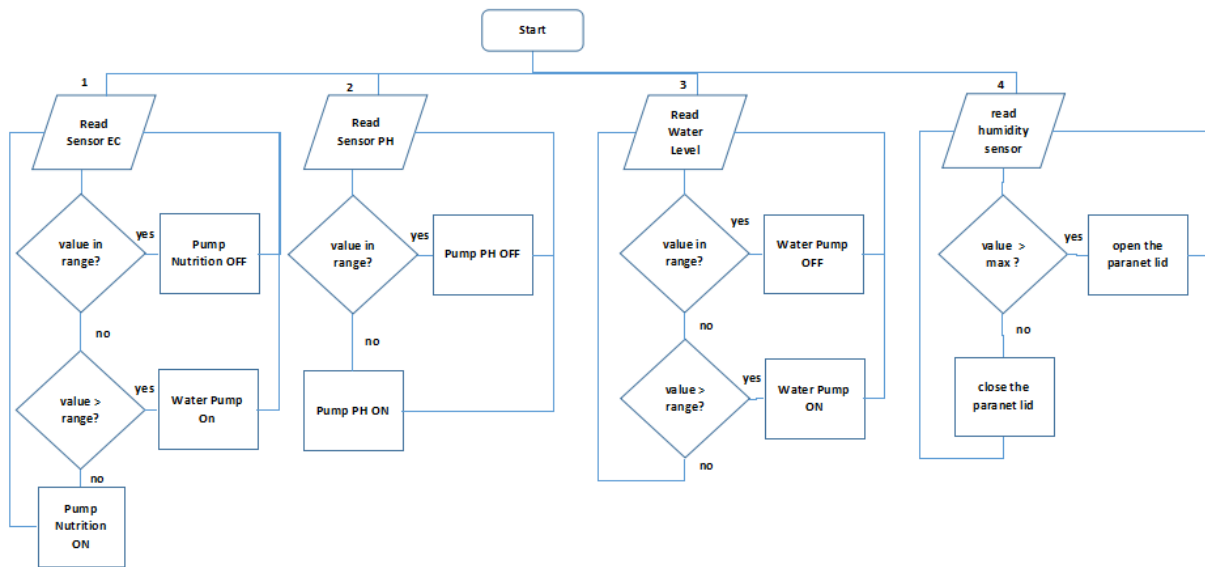 Start
1
Read
Sensor EC
value in
range?
yes
Pump
Nutrition OFF
no
value >
range?
yes
Water Pump
On
no
Pump
Nutrition
ON
2
Read
Sensor PH
value in
range?
yes
Pump PH OFF
no
Pump PH ON
3
Read
Water
Level
value in
range?
yes
Water Pump
OFF
no
value >
range?
yes
Water Pump
ON
no
4
read
humidity
sensor
value >
max ?
yes
open the
paranet lid
no
close the
paranet lid